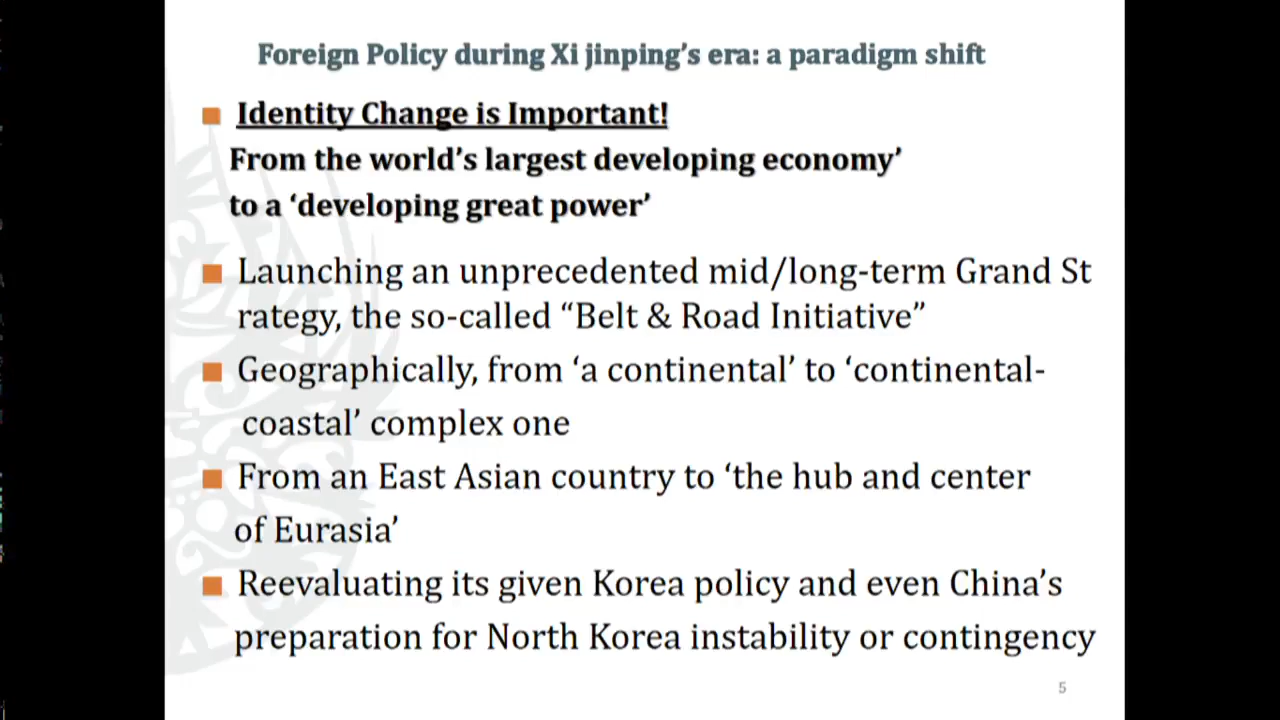 Foreign Policy during Xi jinping’s era: a paradigm shift
Identity Change is Important!
From the world’s largest developing economy’
to a ‘developing great power’
Launching an unprecedented mid/long-term Grand St
rategy, the so-called “Belt & Road Initiative”
Geographically, from ‘a continental’ to ‘continental-
coastal’ complex one
From an East Asian country to ‘the hub and center
of Eurasia’
Reevaluating its given Korea policy and even China’s
preparation for North Korea instability or contingency
5